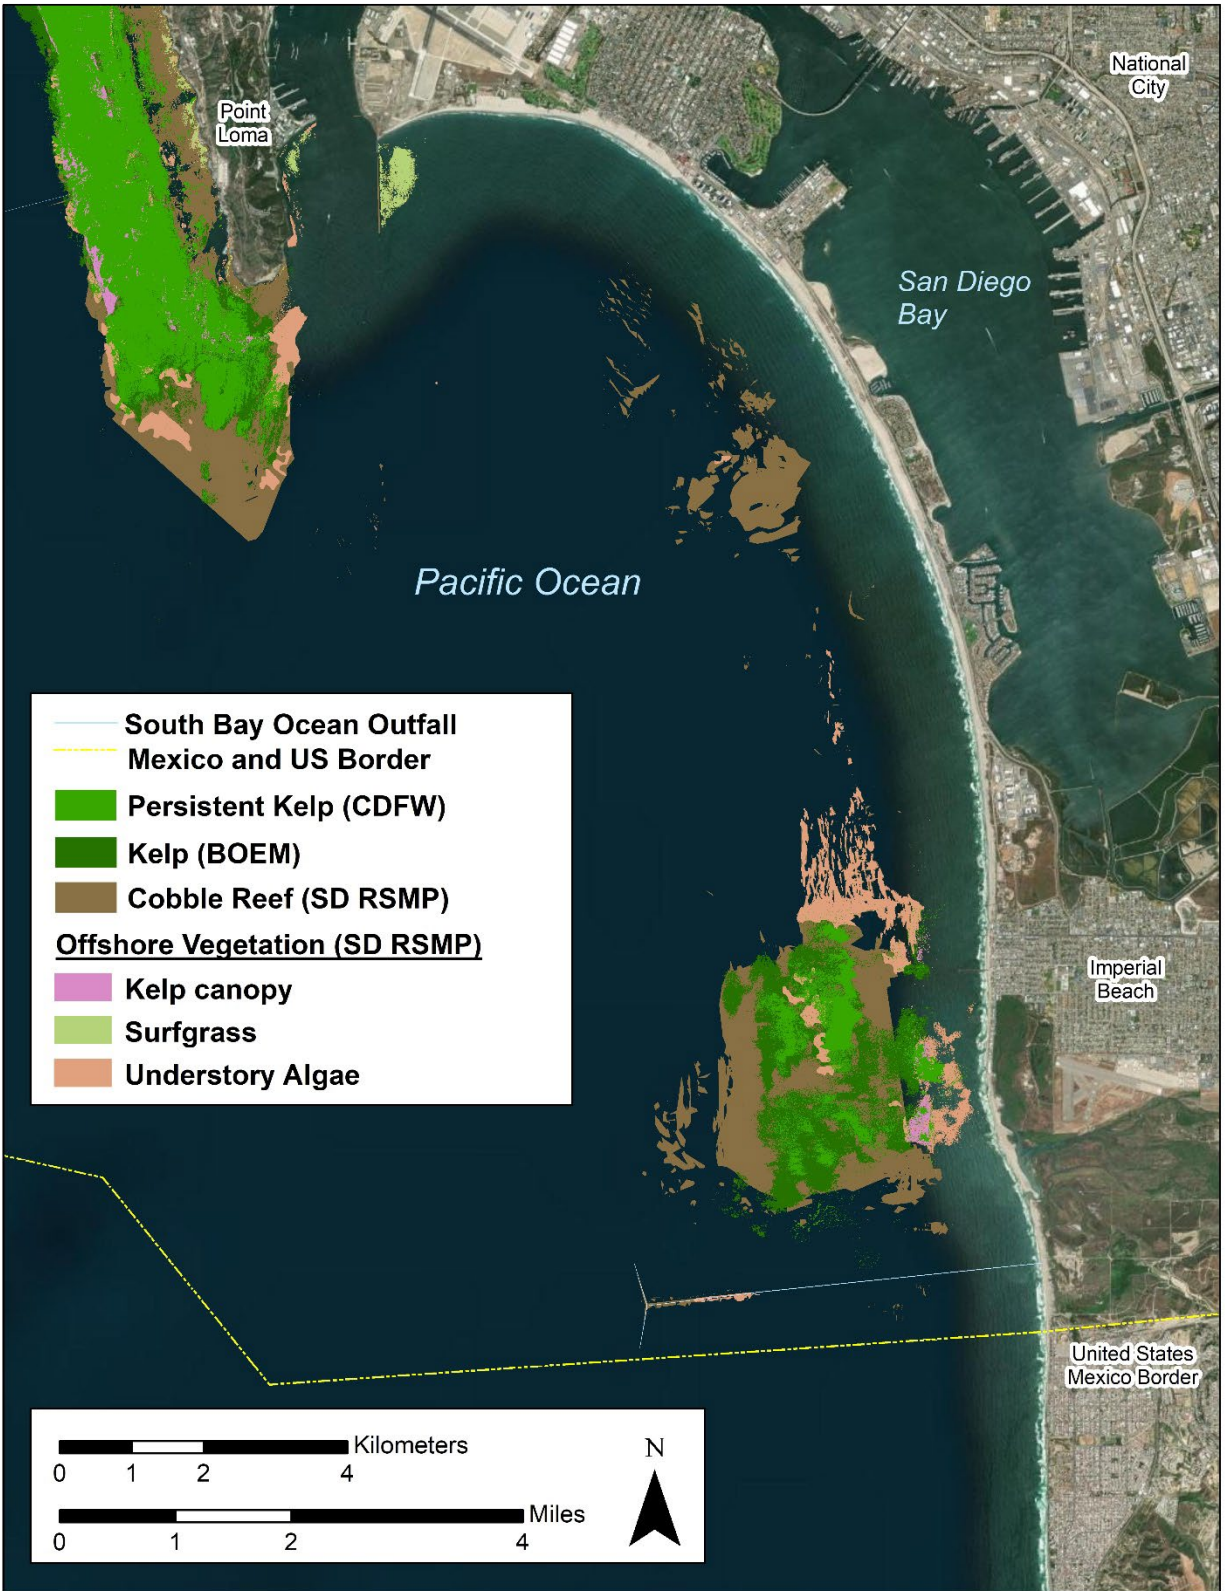 National
City
Point
Loma
San Diego
Bay
Pacific Ocean
South Bay Ocean Outfall
Mexico and US Border
Persistent Kelp (CDFW)
Kelp (BOEM)
Cobble Reef (SD RSMP)
Offshore Vegetation (SD RSMP)
Kelp canopy
Surfgrass
Understory Algae
Imperial
Beach
United States
Mexico Border
Kilometers
0 1 2 4
Miles
0 1 2 4
N